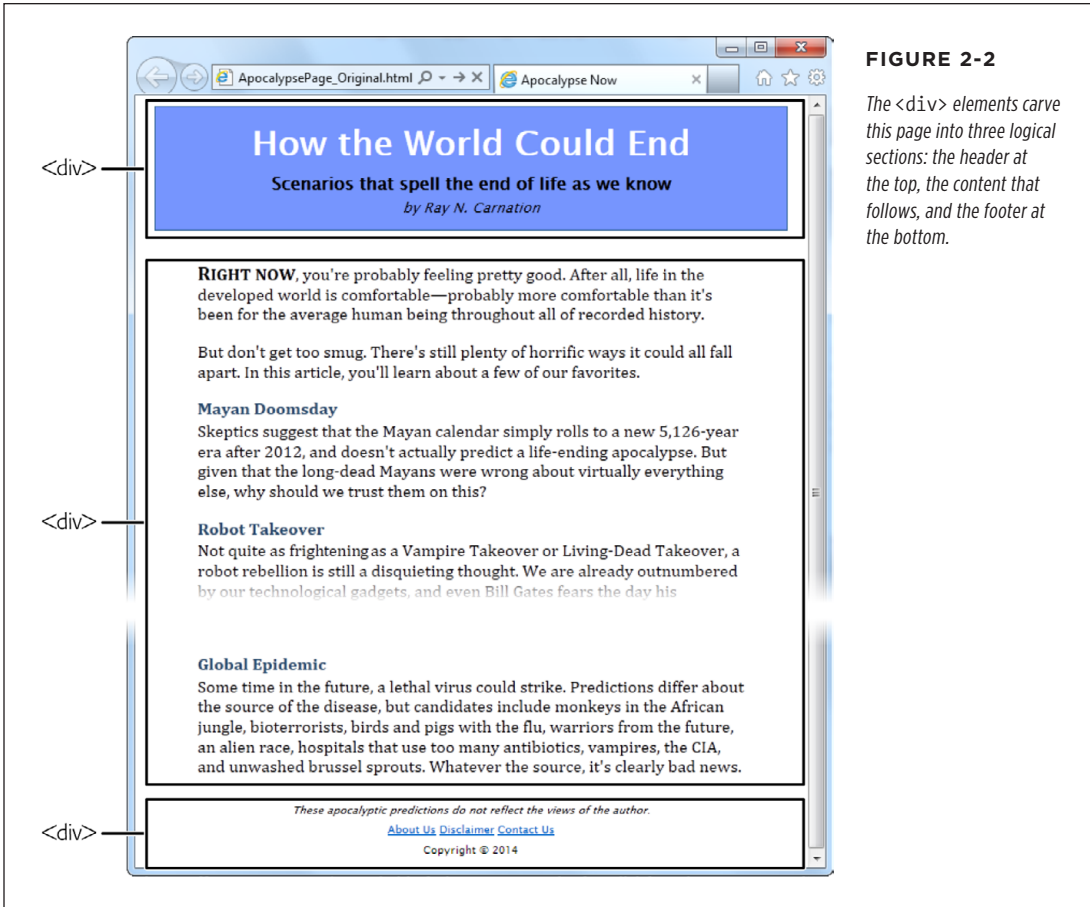 ApocalypsePage_Original.html
Apocalypse Now
FIGURE 2-2
The <div> elements carve
this page into three logical
sections: the header at
the top, the content that
follows, and the footer at
the bottom.
<div>
How the World Could End
Scenarios that spell the end of life as we know
by Ray N. Carnation
<div>
RIGHT NOW, you're probably feeling pretty good. After all, life in the
developed world is comfortable—probably more comfortable than it's
been for the average human being throughout all of recorded history.
But don't get too smug. There's still plenty of horrific ways it could all fall
apart. In this article, you'll learn about a few of our favorites.
Mayan Doomsday
Skeptics suggest that the Mayan calendar simply rolls to a new 5,126-year
era after 2012, and doesn't actually predict a life-ending apocalypse. But
given that the long-dead Mayans were wrong about virtually everything
else, why should we trust them on this?
Robot Takeover
Not quite as frightening as a Vampire Takeover or Living-Dead Takeover, a
robot rebellion is still a disquieting thought. We are already outnumbered
by our technological gadgets, and even Bill Gates fears the day his
Global Epidemic
Some time in the future, a lethal virus could strike. Predictions differ about
the source of the disease, but candidates include monkeys in the African
jungle, bioterrorists, birds and pigs with the flu, warriors from the future,
an alien race, hospitals that use too many antibiotics, vampires, the CIA,
and unwashed brussel sprouts. Whatever the source, it's clearly bad news.
<div>
These apocalyptic predictions do not reflect the views of the author.
About Us Disclaimer Contact Us
Copyright © 2014